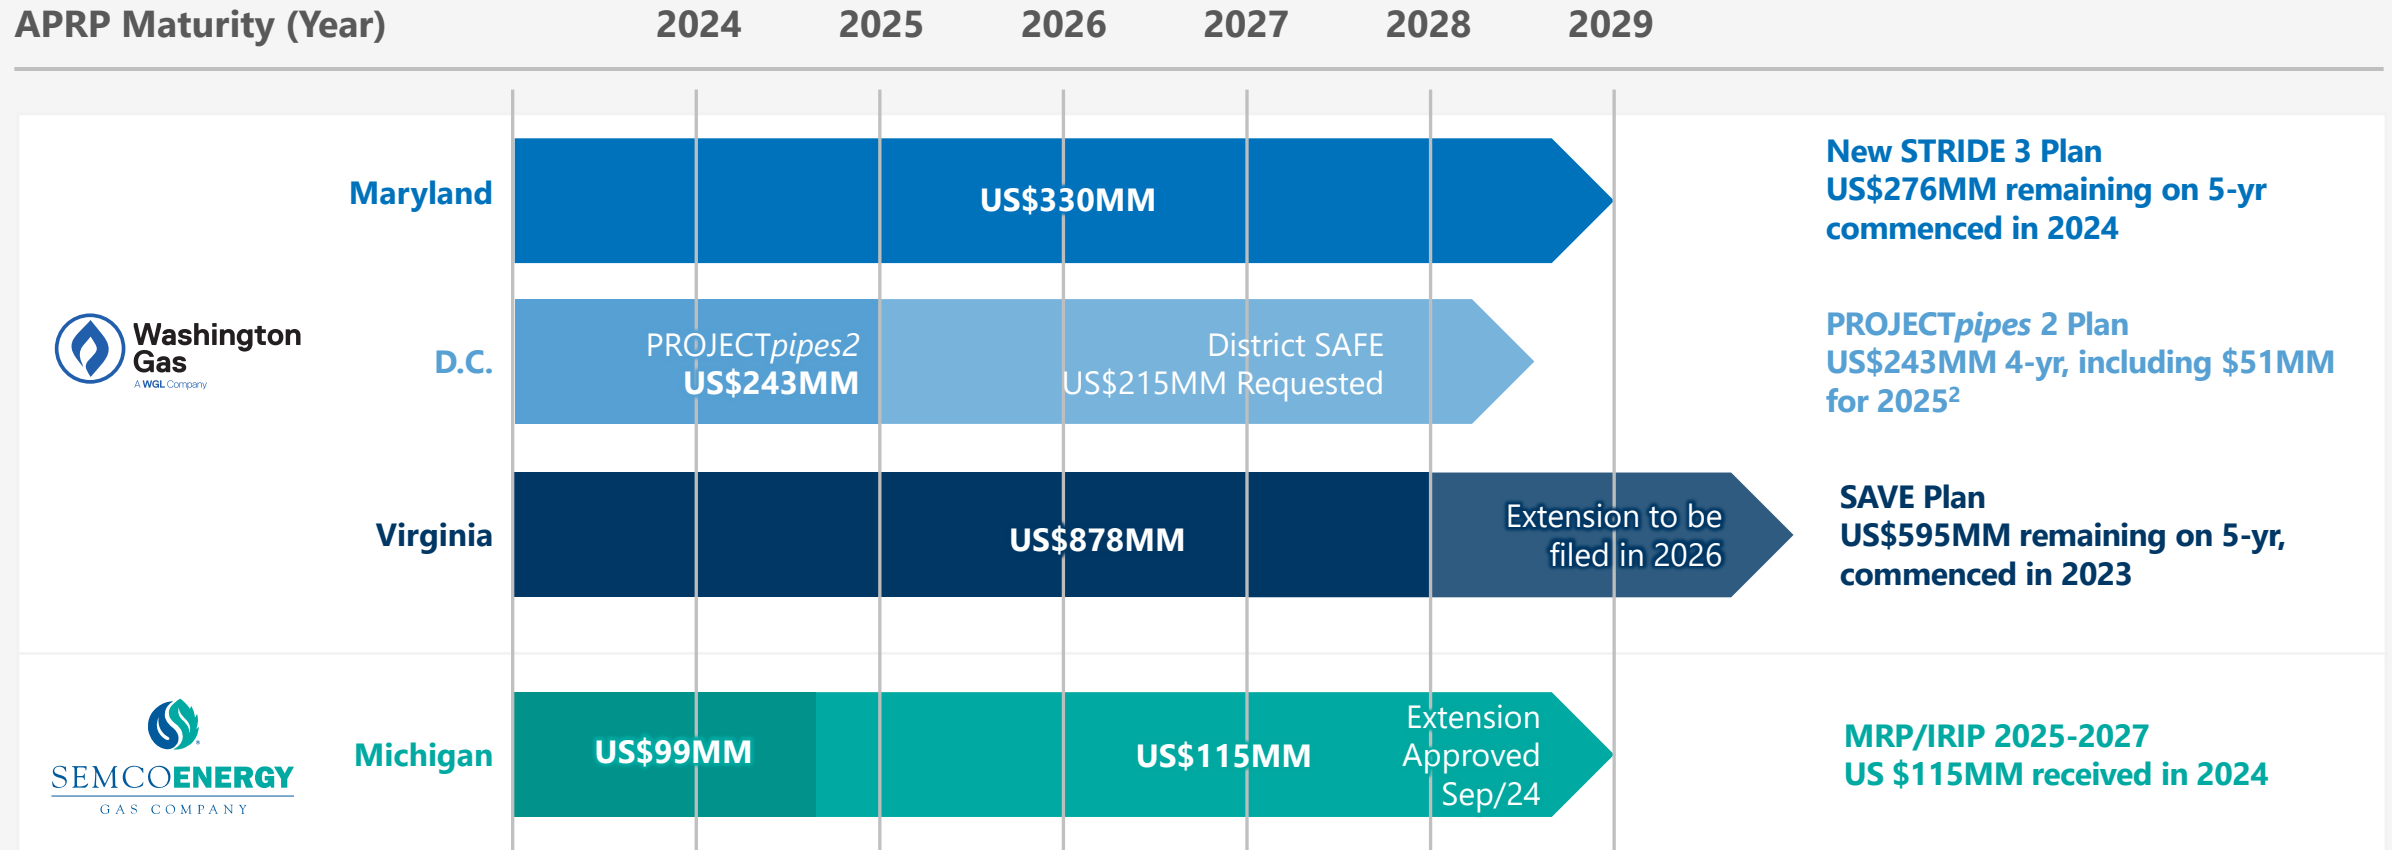 APRP Maturity (Year) 2024 2025 2026 2027 2028 2029
Maryland
US$330MM
New STRIDE 3 Plan
US$276MM remaining on 5-yr
commenced in 2024
Washington
Gas
A WGL Company
D.C.
PROJECTpipes2
US$243MM
District SAFE
US$215MM Requested
PROJECTpipes 2 Plan
US$243MM 4-yr, including $51MM
for 2025²
Virginia
US$878MM
Extension to be
filed in 2026
SAVE Plan
US$595MM remaining on 5-yr,
commenced in 2023
SEMCOENERGY
GAS COMPANY
Michigan
US$99MM
US$115MM
Extension
Approved
Sep/24
MRP/IRIP 2025-2027
US $115MM received in 2024